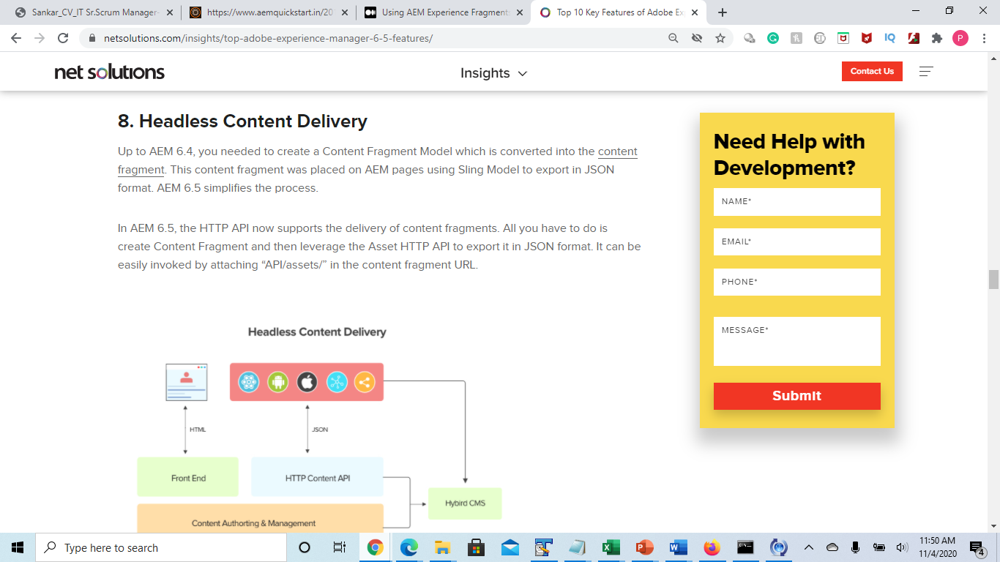 Sankar_CV_IT Sr.Scrum Manager-
https://www.aemquickstart.in/20
Using AEM Experience Fragments
Top 10 Key Features of Adobe Ex
netsolutions.com/insights/top-adobe-experience-manager-6-5-features/
P
net solutions
Insights
Contact Us
8. Headless Content Delivery
Up to AEM 6.4, you needed to create a Content Fragment Model which is converted into the content
fragment. This content fragment was placed on AEM pages using Sling Model to export in JSON
format. AEM 6.5 simplifies the process.
In AEM 6.5, the HTTP API now supports the delivery of content fragments. All you have to do is
create Content Fragment and then leverage the Asset HTTP API to export it in JSON format. It can be
easily invoked by attaching “API/assets/” in the content fragment URL.
Need Help with
Development?
NAME*
EMAIL*
PHONE*
MESSAGE*
Submit
Headless Content Delivery
HTML
JSON
Front End
HTTP Content API
Hybird CMS
Content Authorting & Management
Type here to search
11:50 AM
11/4/2020
4